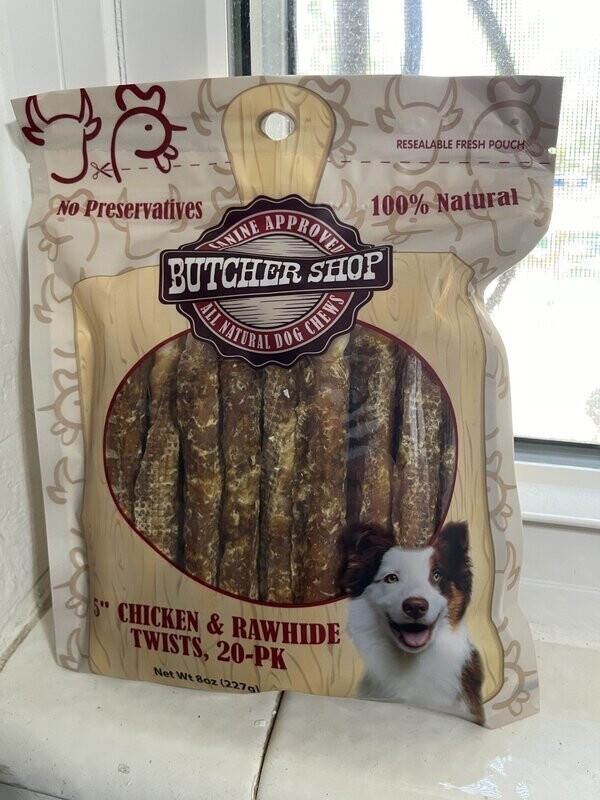 RESEALABLE FRESH POUCH
No Preservatives
100% Natural
CANINE APPROVED
BUTCHER SHOP
ALL NATURAL DOG CHEWS
5" CHICKEN & RAWHIDE
TWISTS, 20-PK
Net Wt 8oz (227g)